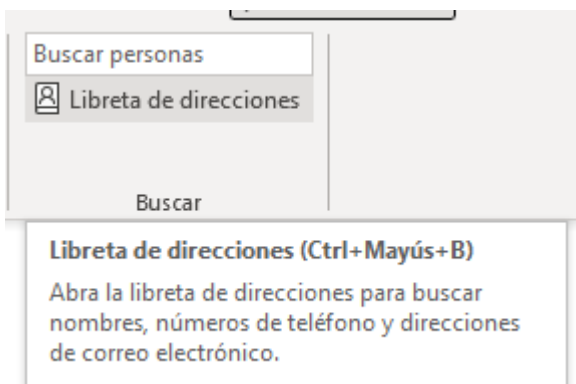 Buscar personas
Libreta de direcciones
Buscar
Libreta de direcciones (Ctrl+Mayús+B)
Abra la libreta de direcciones para buscar
nombres, números de teléfono y direcciones
de correo electrónico.